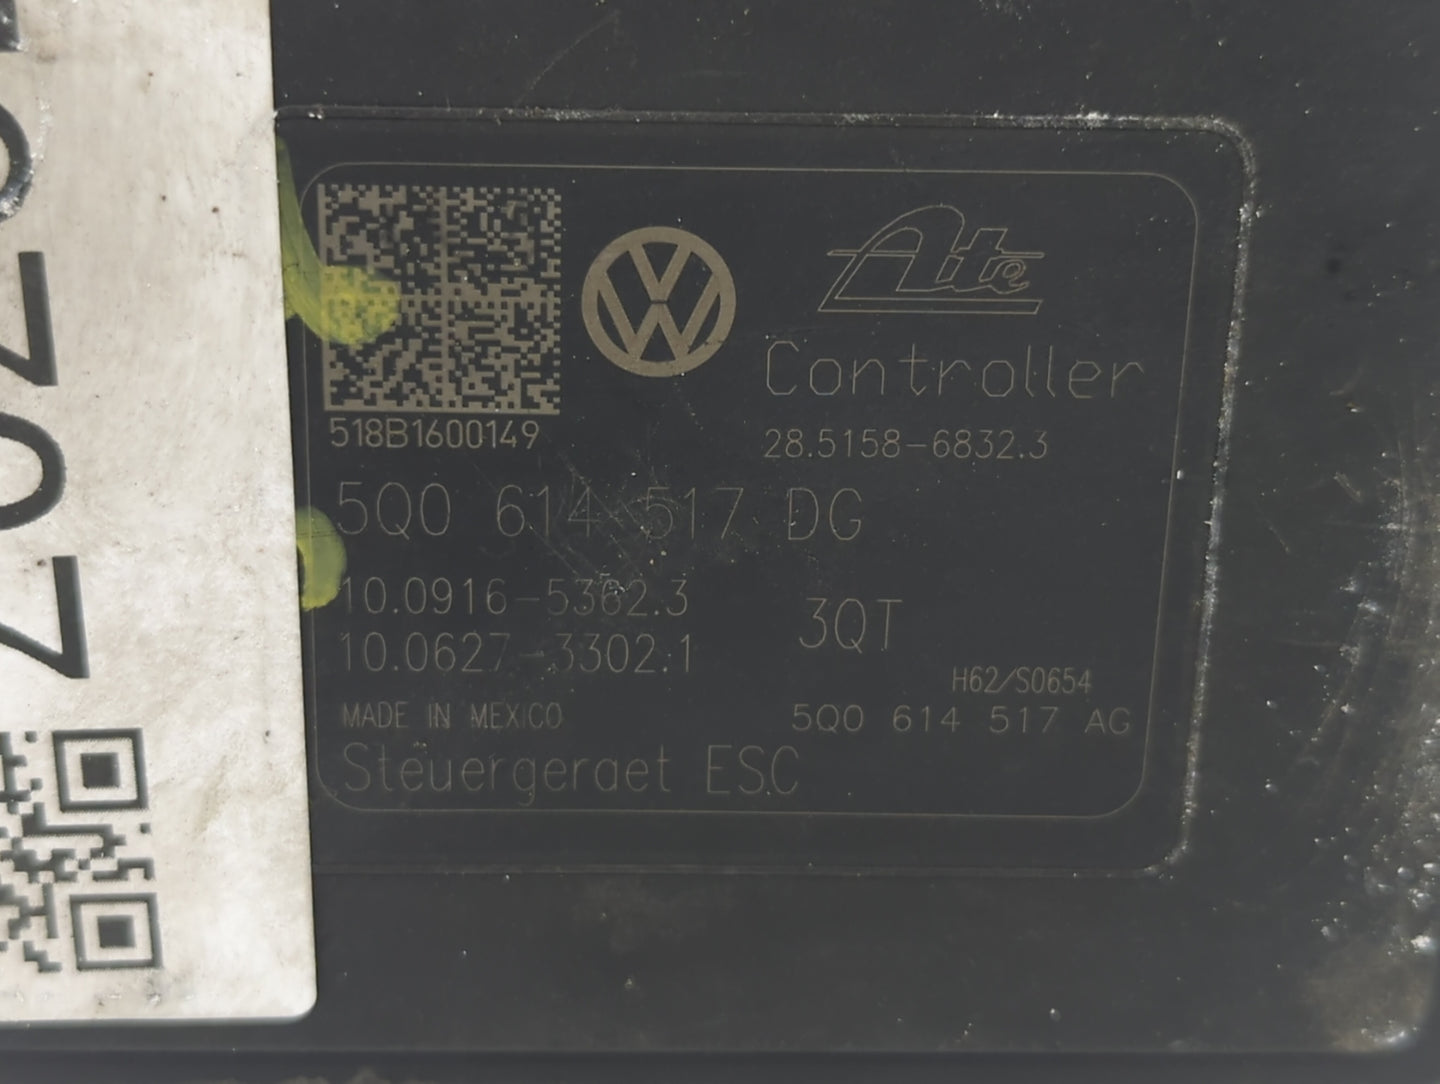 Ate
Controller
518B1600149
28.5158-6832.3
5Q0 614 517 DG
10.0916-5362.3
3QT
10.0627-3302.1
H62/S0654
MADE IN MEXICO
5Q0 614 517 AG
Steuergeraet ESC